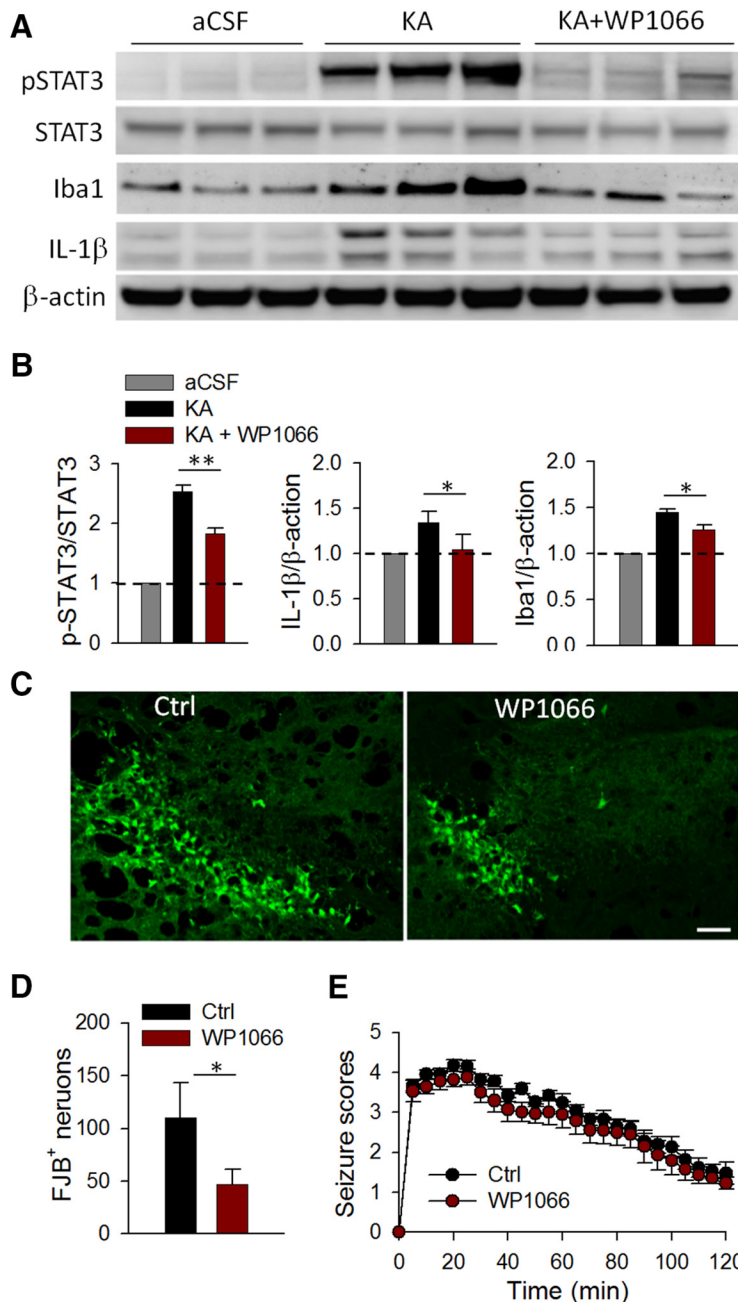 A
aCSF KA KA+WP1066
pSTAT3
STAT3
Iba1
IL-1β
β-actin
B
aCSF
KA
KA + WP1066
p-STAT3/STAT3
3
2
1
0
**
IL-1β/β-action
2.0
1.5
1.0
0.5
0.0
*
Iba1/β-action
2.0
1.5
1.0
0.5
0.0
*
C
Ctrl WP1066
D
Ctrl
WP1066
FJB+ neruons
200
150
100
50
0
*
E
Seizure scores
5
4
3
2
1
0
Ctrl
WP1066
0 20 40 60 80 100 120
Time (min)